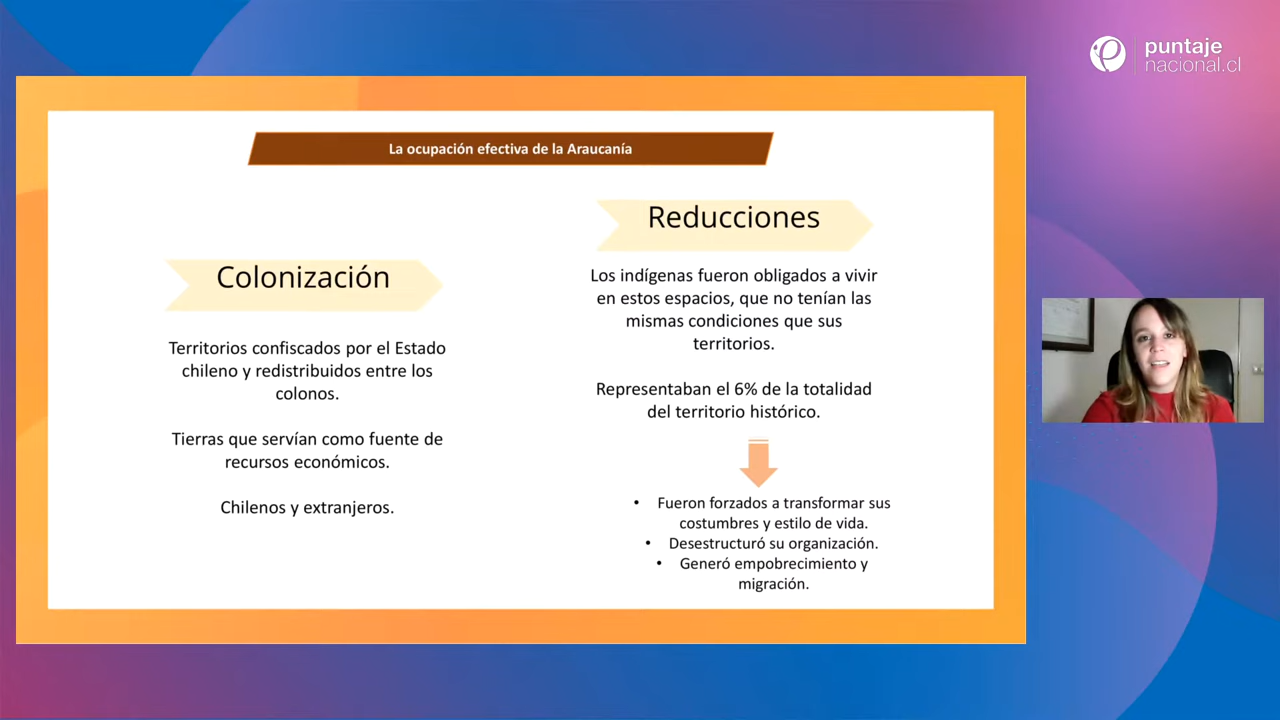 puntaje
nacional.cl
La ocupación efectiva de la Araucanía
Colonización
Territorios confiscados por el Estado
chileno y redistribuidos entre los
colonos.
Tierras que servían como fuente de
recursos económicos.
Chilenos y extranjeros.
Reducciones
Los indígenas fueron obligados a vivir
en estos espacios, que no tenían las
mismas condiciones que sus
territorios.
Representaban el 6% de la totalidad
del territorio histórico.
• Fueron forzados a transformar sus
costumbres y estilo de vida.
• Desestructuró su organización.
• Generó empobrecimiento y
migración.